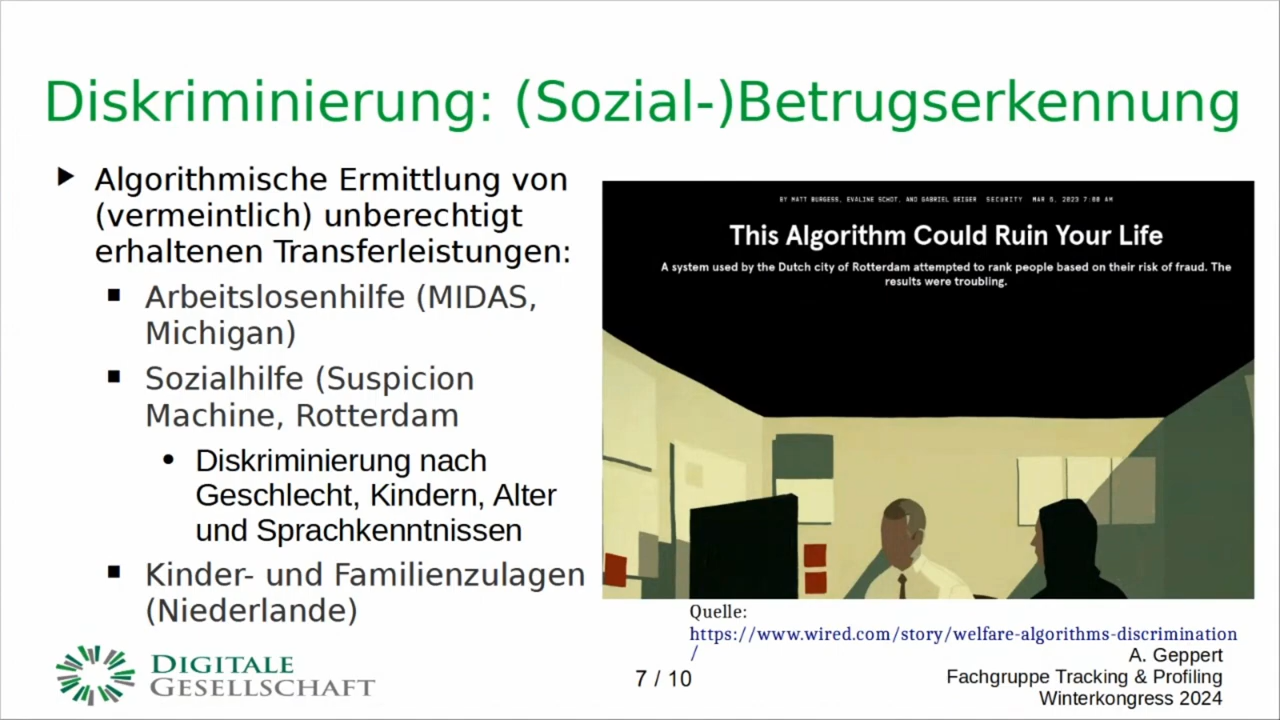 Diskriminierung: (Sozial-)Betrugserkennung
Algorithmische Ermittlung von
(vermeintlich) unberechtigt
erhaltenen Transferleistungen:
Arbeitslosenhilfe (MIDAS,
Michigan)
Sozialhilfe (Suspicion
Machine, Rotterdam
Diskriminierung nach
Geschlecht, Kindern, Alter
und Sprachkenntnissen
Kinder- und Familienzulagen
(Niederlande)
BY MATT BURGESS, EVALINE SCHOT, AND GABRIEL GEIGER SECURITY MAR 6, 2023 7:00 AM
This Algorithm Could Ruin Your Life
A system used by the Dutch city of Rotterdam attempted to rank people based on their risk of fraud. The
results were troubling.
Quelle:
https://www.wired.com/story/welfare-algorithms-discrimination
/
DIGITALE
GESELLSCHAFT
7 / 10
A. Geppert
Fachgruppe Tracking & Profiling
Winterkongress 2024